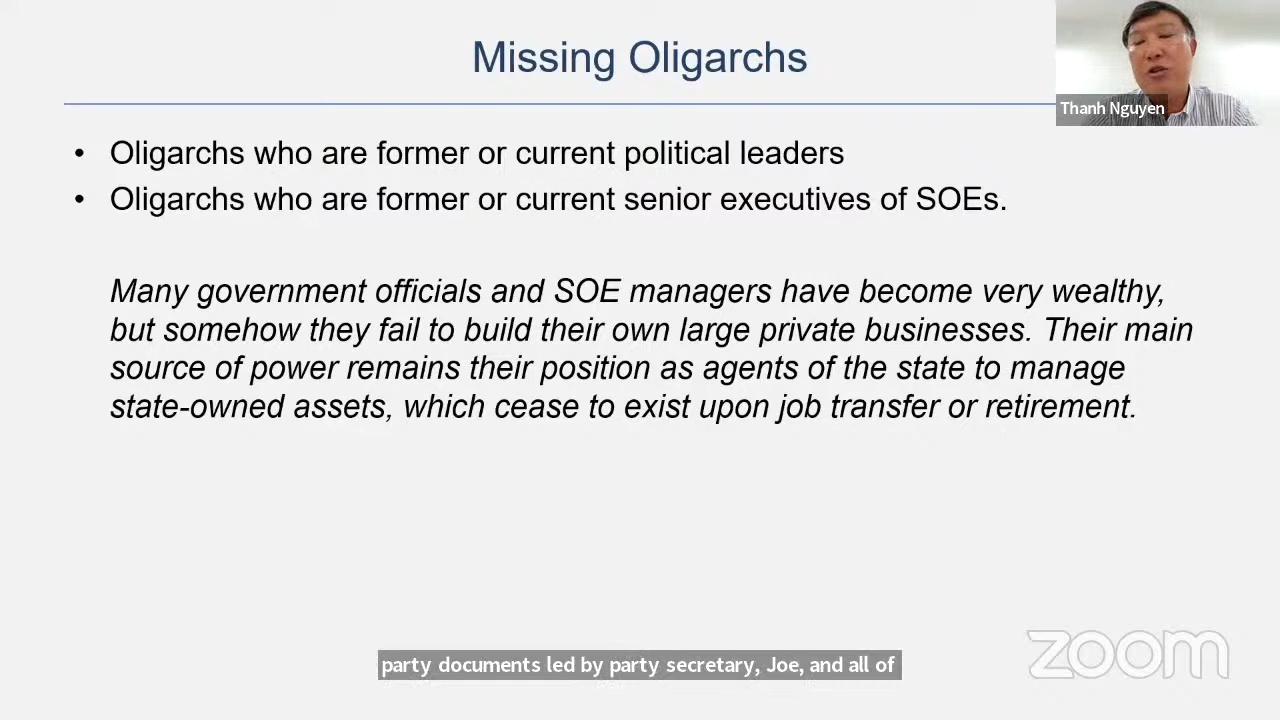 Missing Oligarchs
Thanh Nguyen
• Oligarchs who are former or current political leaders
• Oligarchs who are former or current senior executives of SOEs.
Many government officials and SOE managers have become very wealthy,
but somehow they fail to build their own large private businesses. Their main
source of power remains their position as agents of the state to manage
state-owned assets, which cease to exist upon job transfer or retirement.
zoom
party documents led by party secretary, Joe, and all of